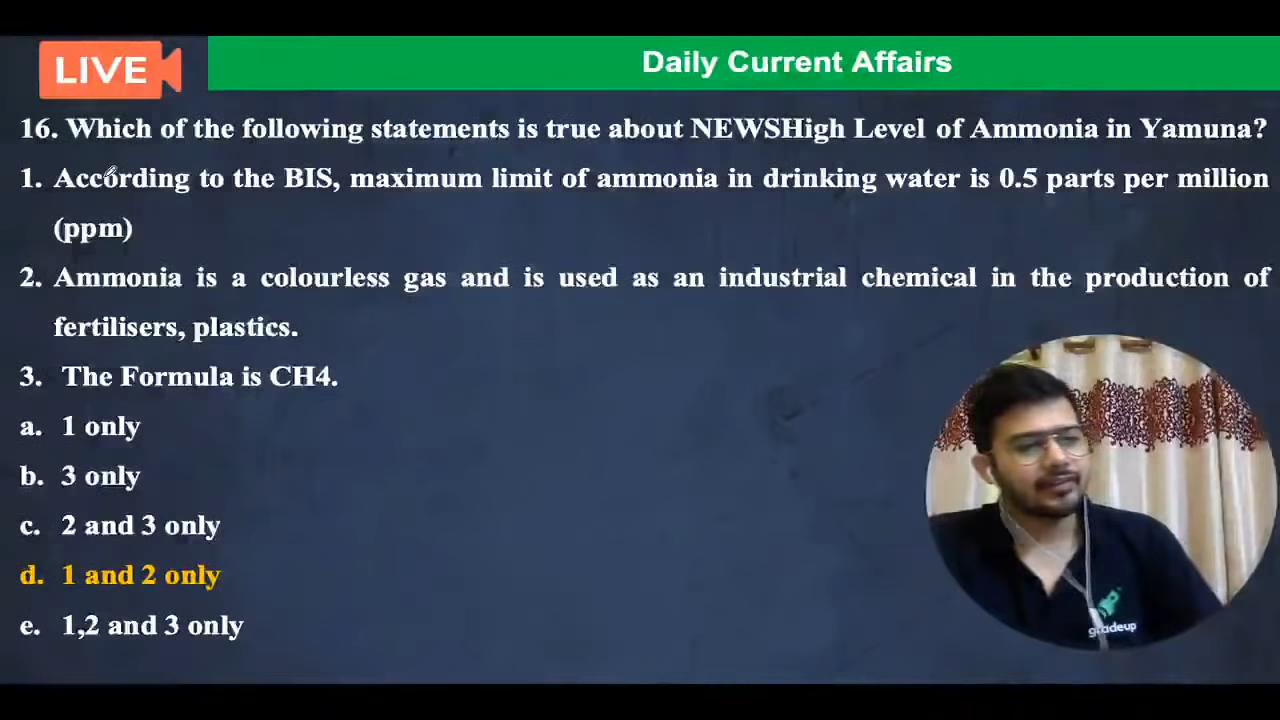 LIVE
Daily Current Affairs
16. Which of the following statements is true about NEWSHigh Level of Ammonia in Yamuna?
1. According to the BIS, maximum limit of ammonia in drinking water is 0.5 parts per million
(ppm)
2. Ammonia is a colourless gas and is used as an industrial chemical in the production of
fertilisers, plastics.
3. The Formula is CH4.
a. 1 only
b. 3 only
c. 2 and 3 only
d. 1 and 2 only
e. 1,2 and 3 only
gradeup